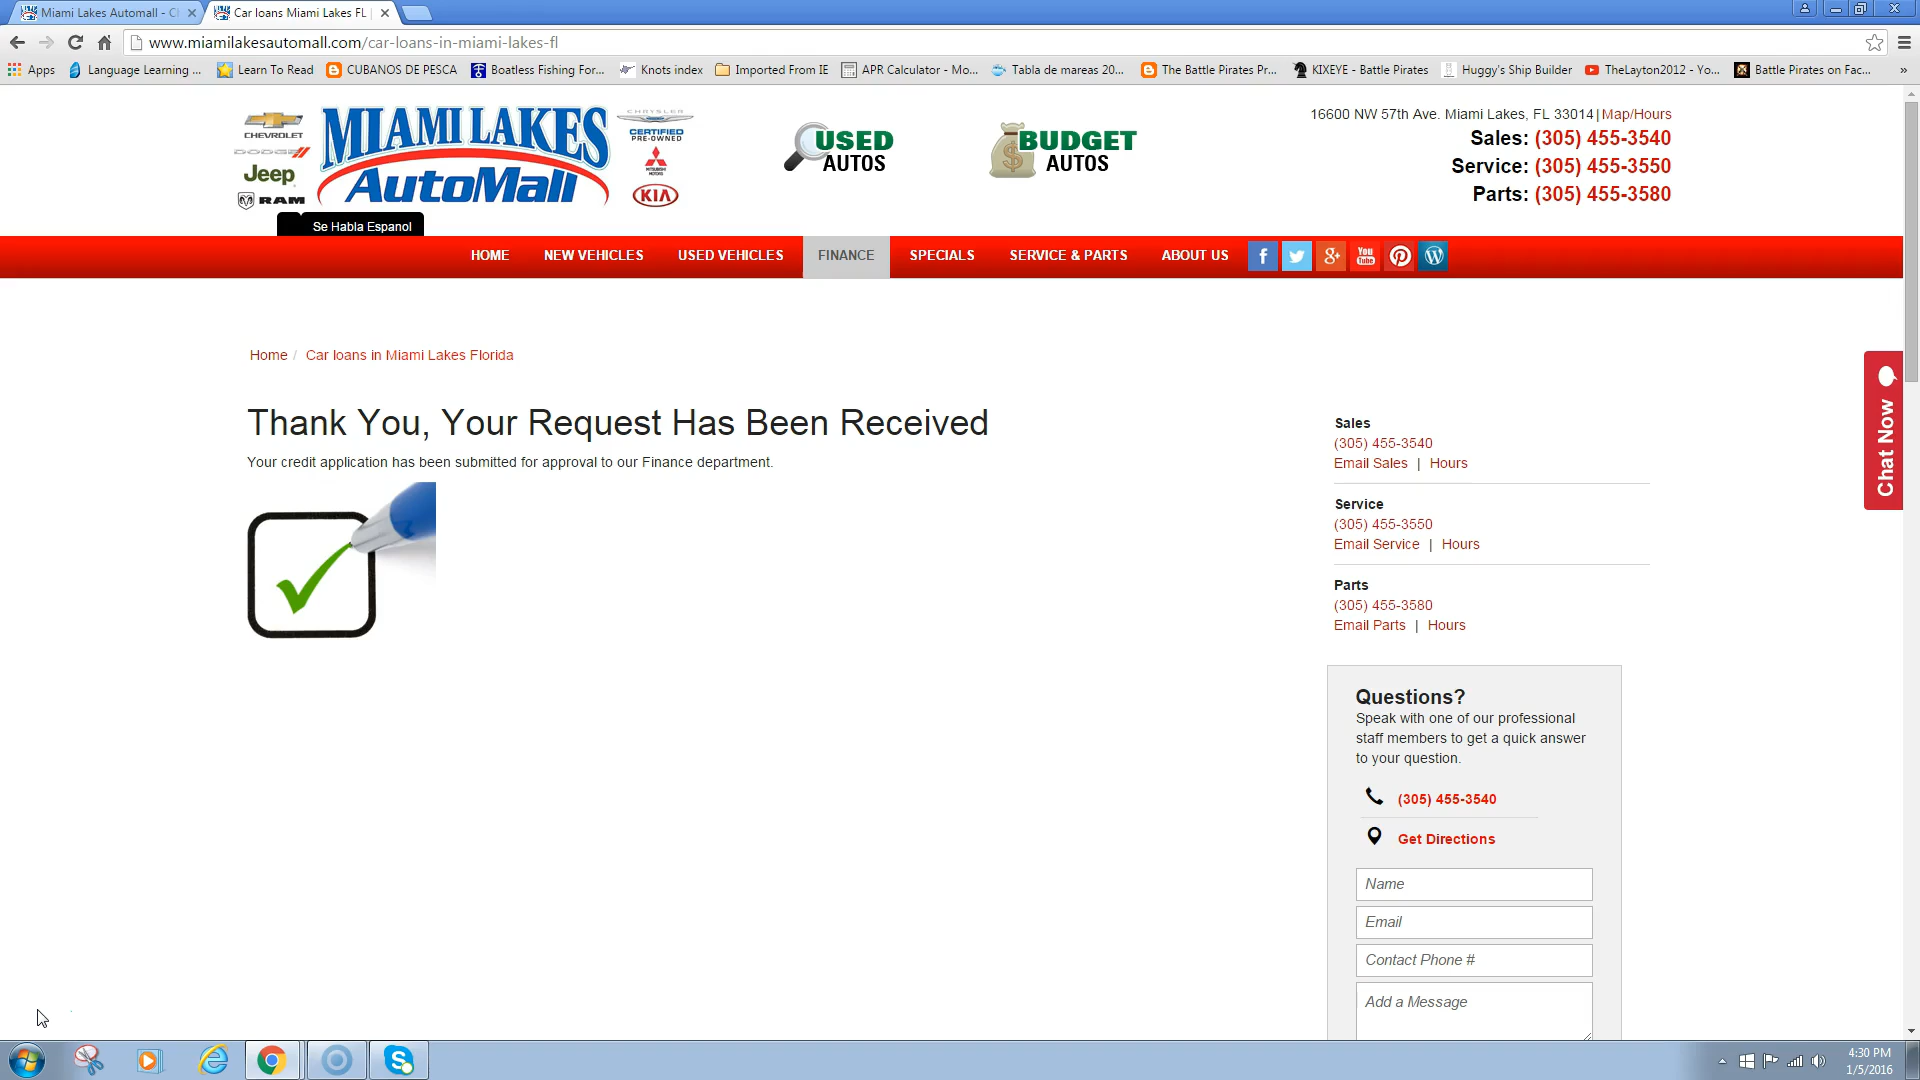 Miami Lakes Automall - Cl
Car loans Miami Lakes FL |
www.miamilakesautomall.com/car-loans-in-miami-lakes-fl
Apps Language Learning ... Learn To Read CUBANOS DE PESCA Boatless Fishing For... Knots index Imported From IE APR Calculator - Mo... Tabla de mareas 20... The Battle Pirates Pr... KIXEYE - Battle Pirates Huggy's Ship Builder TheLayton2012 - Yo... Battle Pirates on Fac... »
CHEVROLET
DODGE
Jeep
RAM
MIAMI LAKES
AutoMall
CHRYSLER
CERTIFIED
PRE-OWNED
MITSUBISHI
MOTORS
KIA
Se Habla Espanol
USED
AUTOS
BUDGET
AUTOS
16600 NW 57th Ave. Miami Lakes, FL 33014 | Map/Hours
Sales: (305) 455-3540
Service: (305) 455-3550
Parts: (305) 455-3580
HOME NEW VEHICLES USED VEHICLES FINANCE SPECIALS SERVICE & PARTS ABOUT US f g+ You Tube
Home / Car loans in Miami Lakes Florida
Thank You, Your Request Has Been Received
Your credit application has been submitted for approval to our Finance department.
Sales
(305) 455-3540
Email Sales | Hours
Service
(305) 455-3550
Email Service | Hours
Parts
(305) 455-3580
Email Parts | Hours
Chat Now
Questions?
Speak with one of our professional
staff members to get a quick answer
to your question.
(305) 455-3540
Get Directions
Name
Email
Contact Phone #
Add a Message
4:30 PM
1/5/2016